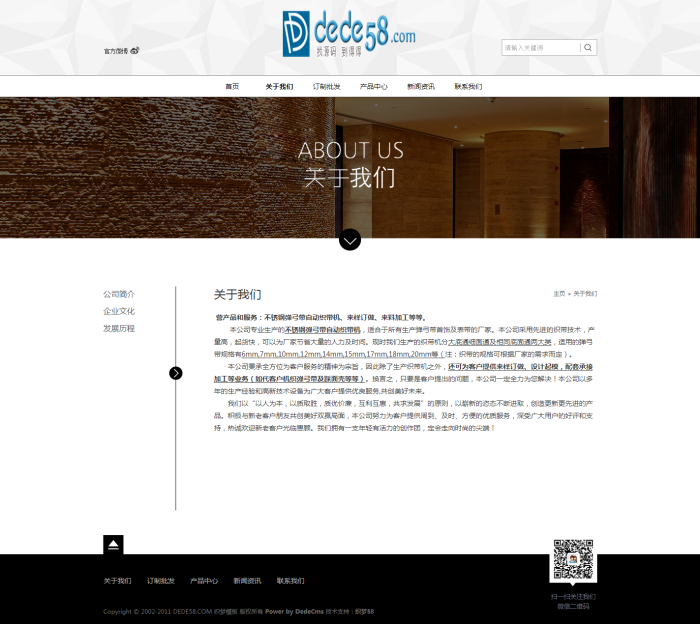 dede58.com
找源码 到得得
官方微博
请输入关键词
首页 关于我们 订制批发 产品中心 新闻资讯 联系我们
ABOUT US
关于我们
公司简介
企业文化
发展历程
关于我们
主页 > 关于我们
营产品和服务：不锈钢弹弓带自动织带机、来样订做、来料加工等等。
本公司专业生产的不锈钢弹弓带自动织带机，适合于所有生产弹弓带首饰及表带的厂家。本公司采用先进的织带技术，产
量高，起货快，可以为厂家节省大量的人力及时间。现时我们生产的织带机分大底通细面通及相同底面通两大类，适用的弹弓
带规格有6mm,7mm,10mm,12mm,14mm,15mm,17mm,18mm,20mm等（注：织带的规格可根据厂家的需求而定）。
本公司秉承全方位为客户服务的精神为宗旨，因此除了生产织带机之外，还可为客户提供来样订做、设计起模，配套承接
加工等业务（如代客户机织弹弓带及踩面壳等等）。换言之，只要是客户提出的问题，本公司一定全力为您解决！本公司以多
年的生产经验和高新技术设备为广大客户提供优良服务,共创美好未来。
我们以“以人为本，以质取胜，质优价廉，互利互惠，共求发展”的原则，以崭新的姿态不断进取，创造更新更先进的产
品。积极与新老客户朋友共创美好双赢局面，本公司努力为客户提供周到、及时、方便的优质服务，深受广大用户的好评和支
持，热诚欢迎新老客户光临惠顾。我们拥有一支年轻有活力的创作团，定会走向时尚的尖端！
关于我们 订制批发 产品中心 新闻资讯 联系我们
扫一扫关注我们
微信二维码
Copyright © 2002-2011 DEDE58.COM 织梦模板 版权所有 Power by DedeCms 技术支持：织梦58